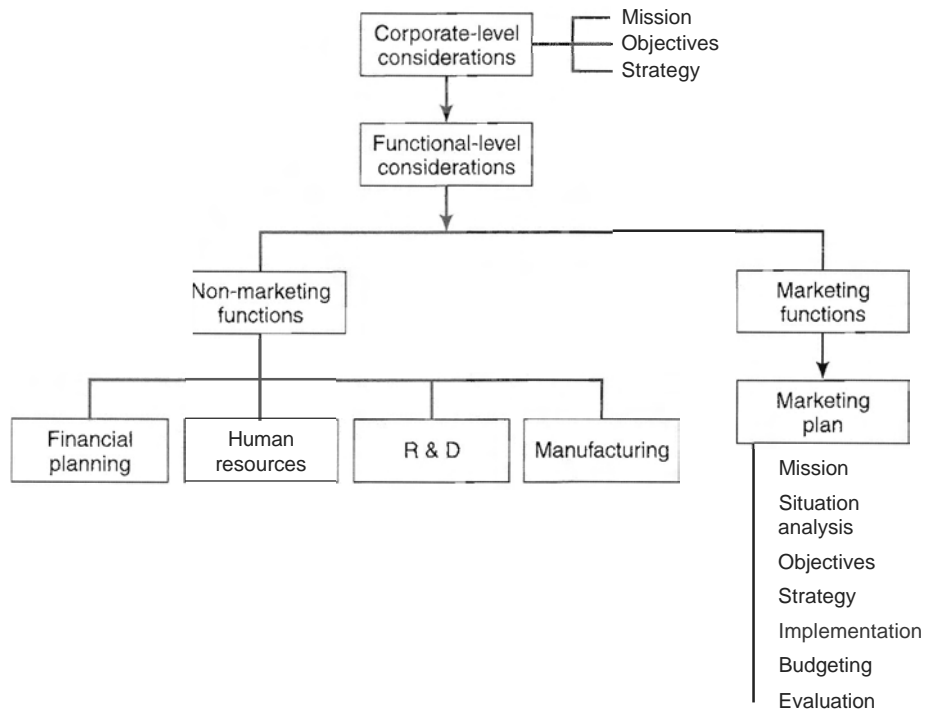 Corporate-level
considerations
Mission
Objectives
Strategy
Functional-level
considerations
Non-marketing
functions
Marketing
functions
Financial
planning
Human
resources
R & D
Manufacturing
Marketing
plan
Mission
Situation
analysis
Objectives
Strategy
Implementation
Budgeting
Evaluation